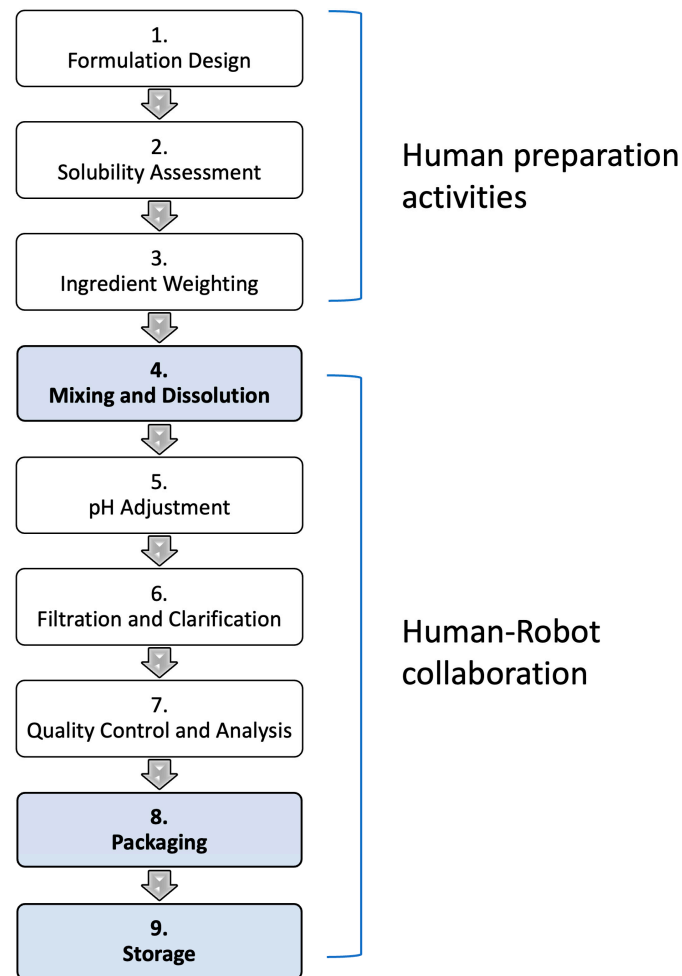 1.
Formulation Design
2.
Solubility Assessment
3.
Ingredient Weighting
Human preparation
activities
4.
Mixing and Dissolution
5.
pH Adjustment
6.
Filtration and Clarification
7.
Quality Control and Analysis
8.
Packaging
9.
Storage
Human-Robot
collaboration